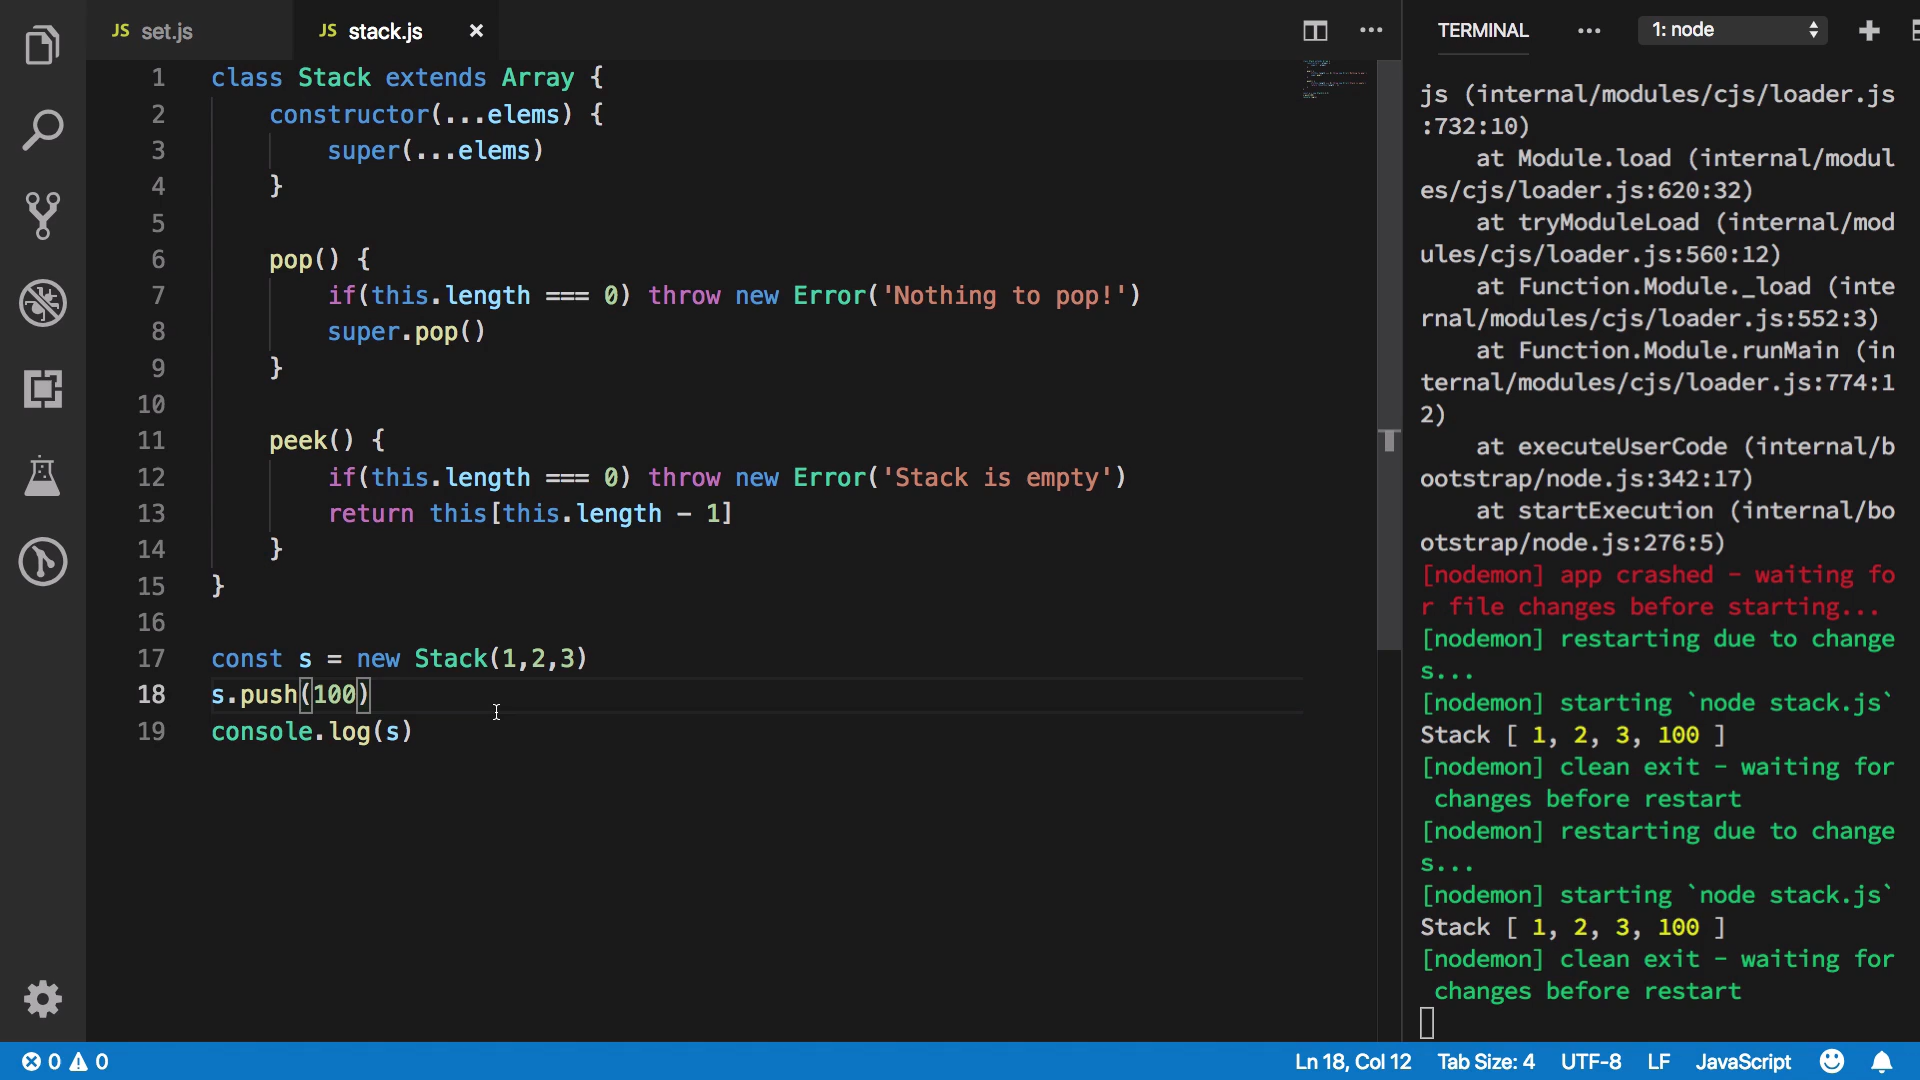 JS set.js
JS stack.js ×
TERMINAL
1: node
1 class Stack extends Array {
2 constructor(...elems) {
3 super(...elems)
4 }
5
6 pop() {
7 if(this.length === 0) throw new Error('Nothing to pop!')
8 super.pop()
9 }
10
11 peek() {
12 if(this.length === 0) throw new Error('Stack is empty')
13 return this[this.length - 1]
14 }
15 }
16
17 const s = new Stack(1,2,3)
18 s.push(100)
19 console.log(s)
js (internal/modules/cjs/loader.js
:732:10)
at Module.load (internal/modul
es/cjs/loader.js:620:32)
at tryModuleLoad (internal/mod
ules/cjs/loader.js:560:12)
at Function.Module._load (inte
rnal/modules/cjs/loader.js:552:3)
at Function.Module.runMain (in
ternal/modules/cjs/loader.js:774:1
2)
at executeUserCode (internal/b
ootstrap/node.js:342:17)
at startExecution (internal/bo
otstrap/node.js:276:5)
[nodemon] app crashed - waiting fo
r file changes before starting...
[nodemon] restarting due to change
s...
[nodemon] starting `node stack.js`
Stack [ 1, 2, 3, 100 ]
[nodemon] clean exit - waiting for
changes before restart
[nodemon] restarting due to change
s...
[nodemon] starting `node stack.js`
Stack [ 1, 2, 3, 100 ]
[nodemon] clean exit - waiting for
changes before restart
0 0
Ln 18, Col 12 Tab Size: 4 UTF-8 LF JavaScript